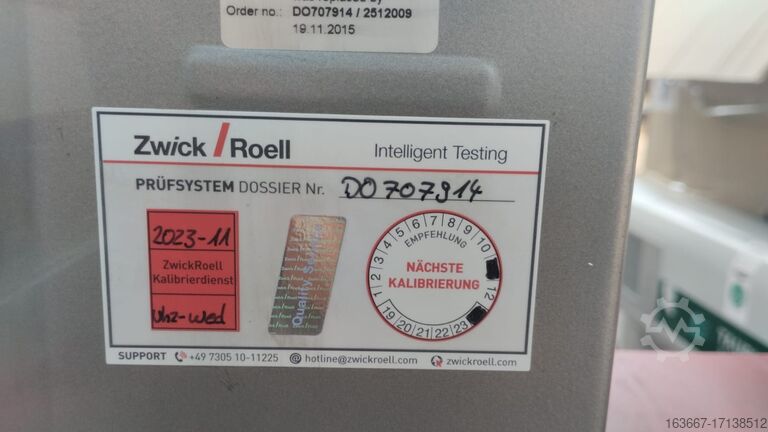 Order no.: DO707914 / 2512009
19.11.2015
Zwick / Roell
Intelligent Testing
PRÜFSYSTEM DOSSIER Nr. DO707914
2023-11
ZwickRoell
Kalibrierdienst
Quality Service
1 2 3 4 5 6 7 8 9 10 12
EMPFEHLUNG
NÄCHSTE
KALIBRIERUNG
19 20 21 22 23
SUPPORT +49 7305 10-11225 hotline@zwickroell.com zwickroell.com
163667-17138512